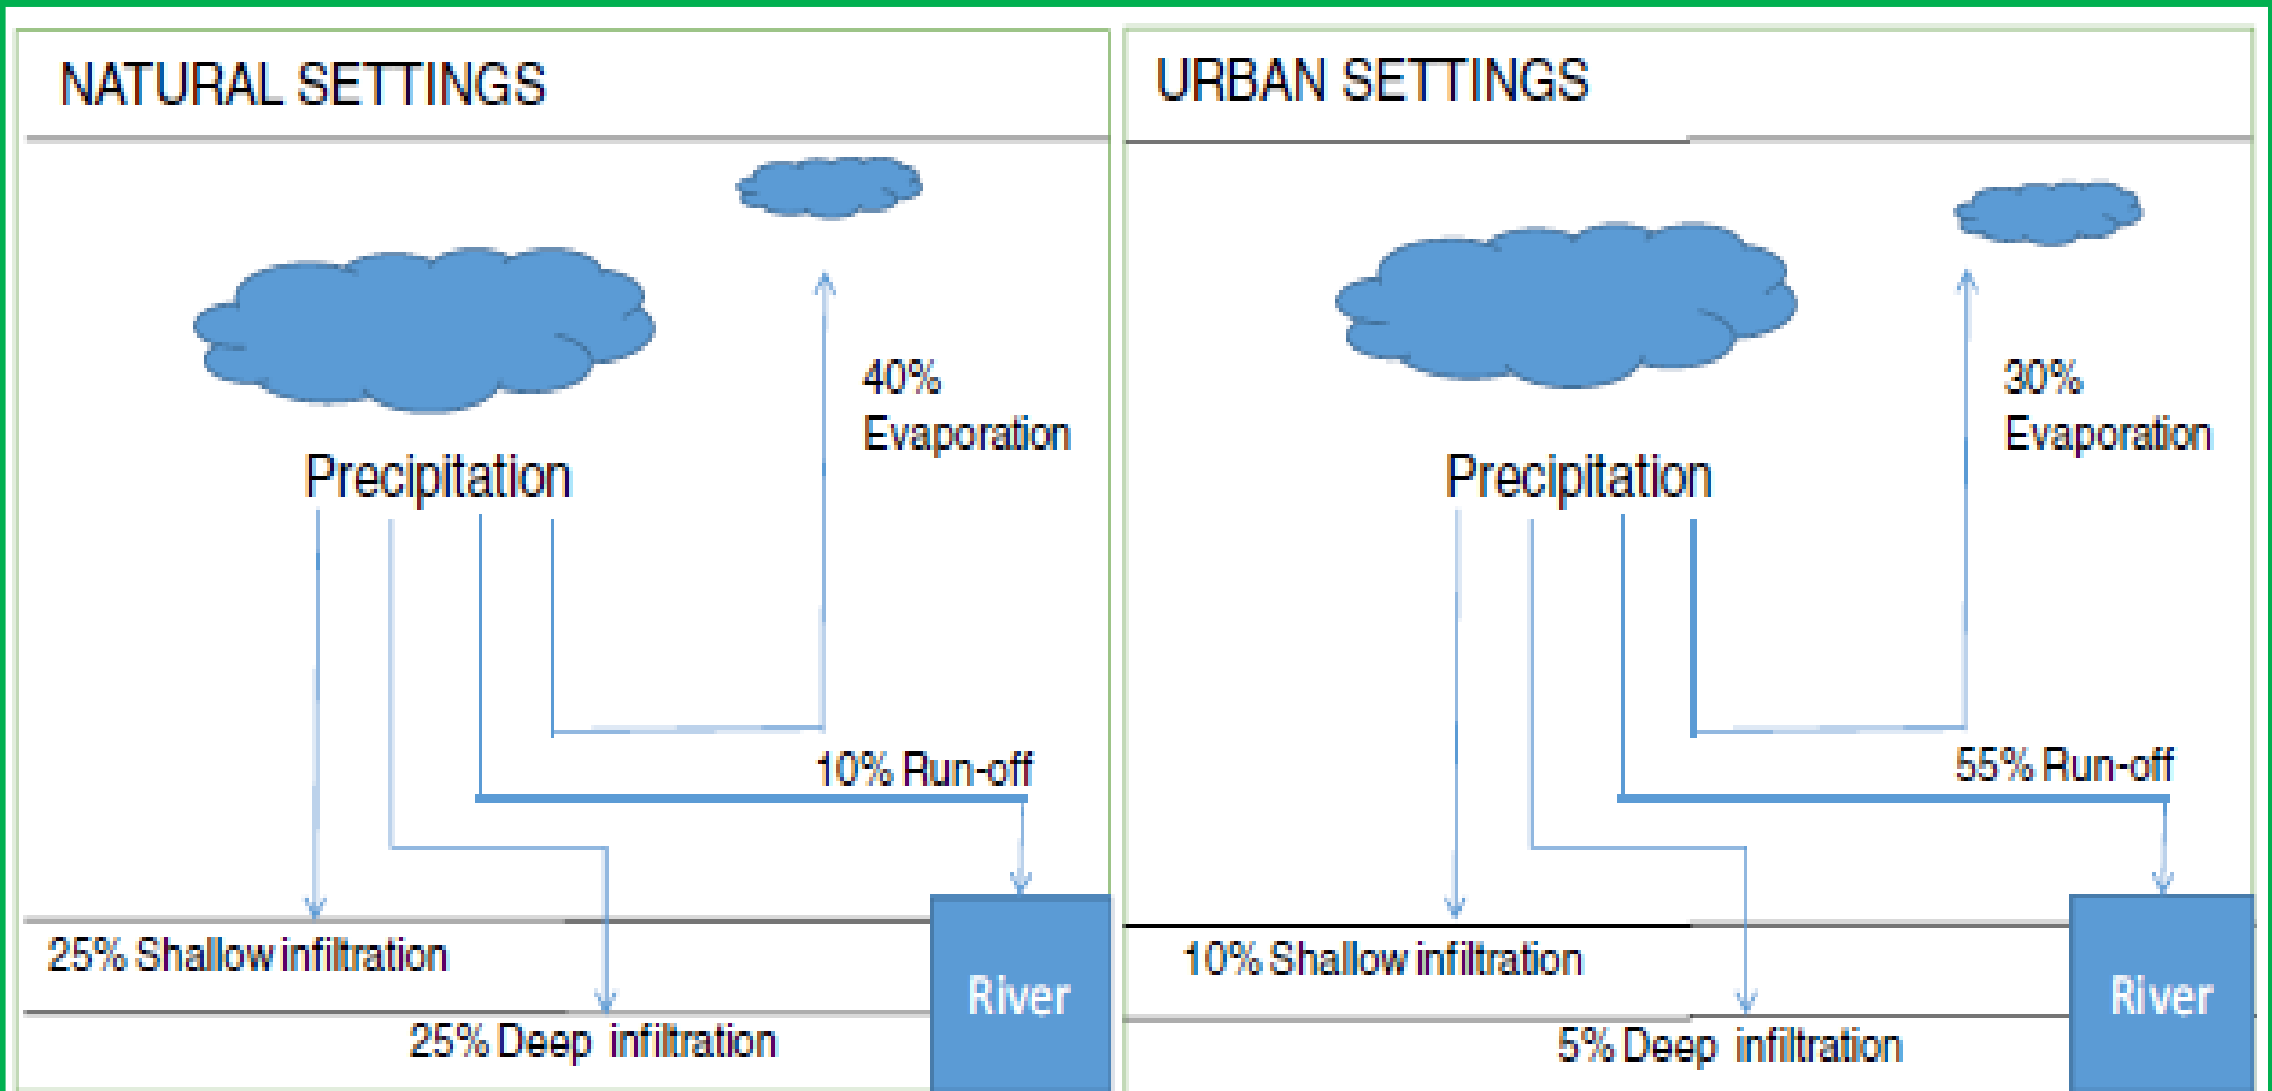 NATURAL SETTINGS
40%
Evaporation
Precipitation
10% Run-off
25% Shallow infiltration
River
25% Deep infiltration
URBAN SETTINGS
30%
Evaporation
Precipitation
55% Run-off
10% Shallow infiltration
River
5% Deep infiltration